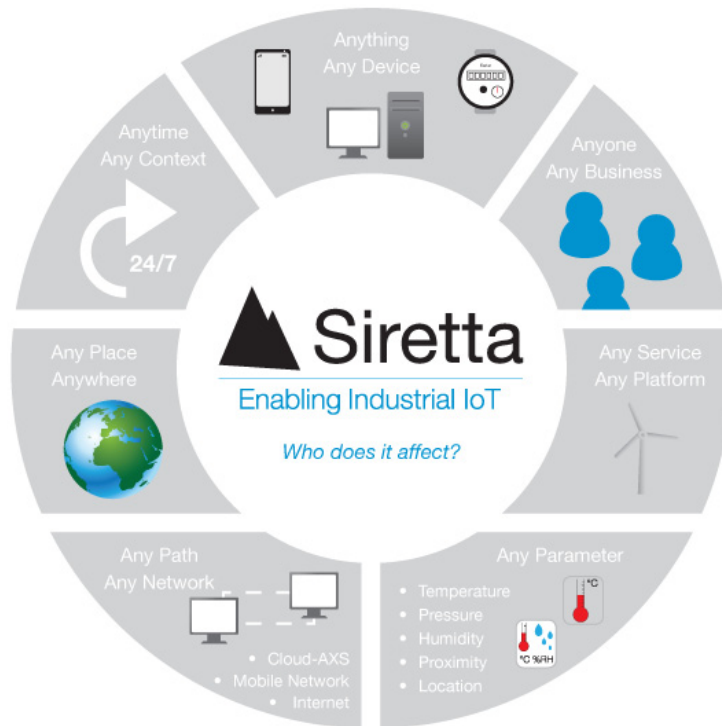 Anything
Any Device
Anyone
Any Business
Any Service
Any Platform
Any Parameter
• Temperature
• Pressure
• Humidity
• Proximity
• Location
°C
°C %RH
Any Path
Any Network
• Cloud-AXS
• Mobile Network
• Internet
Any Place
Anywhere
Anytime
Any Context
24/7
Siretta
Enabling Industrial IoT
Who does it affect?